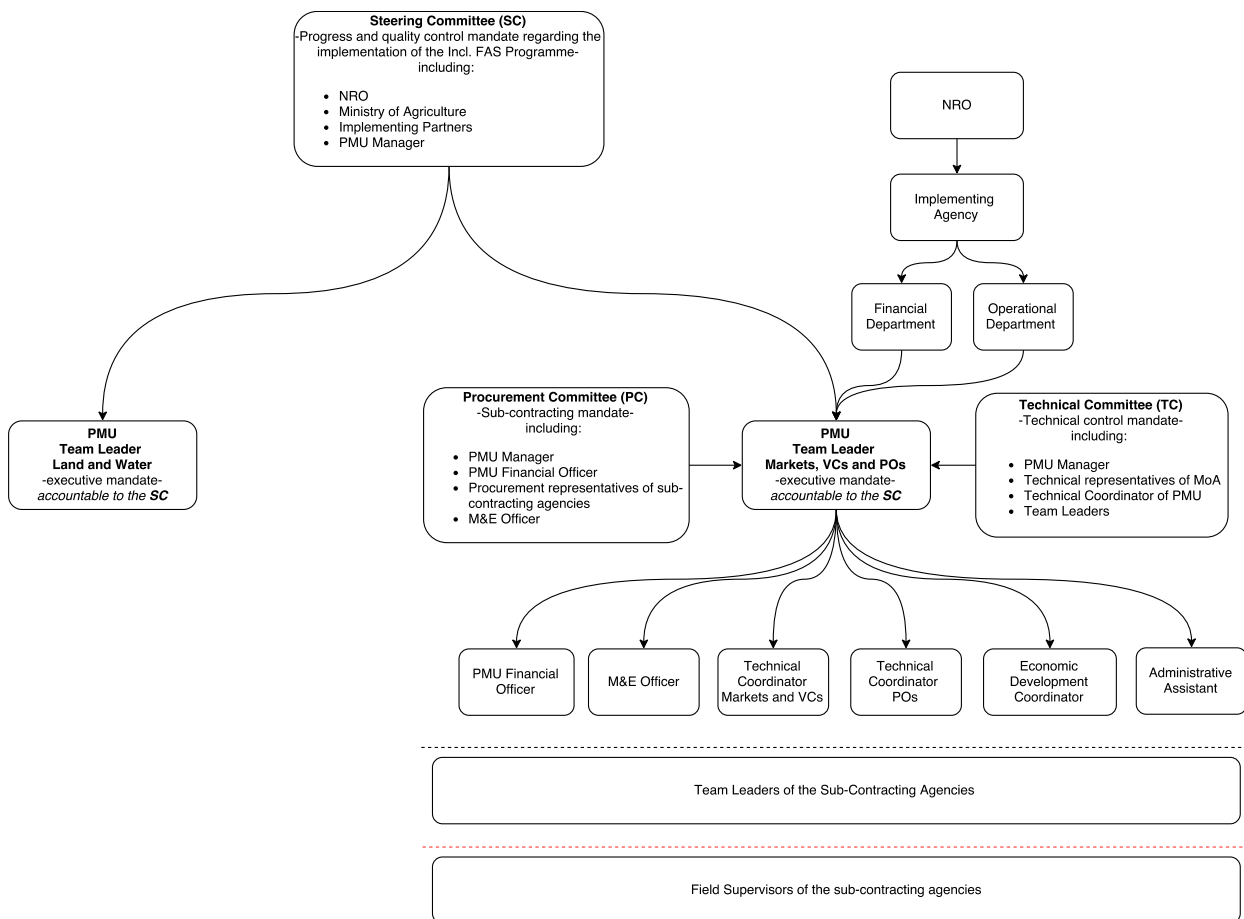 Steering Committee (SC)
-Progress and quality control mandate regarding the
implementation of the Incl. FAS Programme-
including:
• NRO
• Ministry of Agriculture
• Implementing Partners
• PMU Manager
NRO
Implementing
Agency
Financial
Department
Operational
Department
PMU
Team Leader
Land and Water
-executive mandate-
accountable to the SC
Procurement Committee (PC)
-Sub-contracting mandate-
including:
• PMU Manager
• PMU Financial Officer
• Procurement representatives of sub-
contracting agencies
• M&E Officer
PMU
Team Leader
Markets, VCs and POs
-executive mandate-
accountable to the SC
Technical Committee (TC)
-Technical control mandate-
including:
• PMU Manager
• Technical representatives of MoA
• Technical Coordinator of PMU
• Team Leaders
PMU Financial
Officer
M&E Officer
Technical
Coordinator
Markets and VCs
Technical
Coordinator
POs
Economic
Development
Coordinator
Administrative
Assistant
Team Leaders of the Sub-Contracting Agencies
Field Supervisors of the sub-contracting agencies